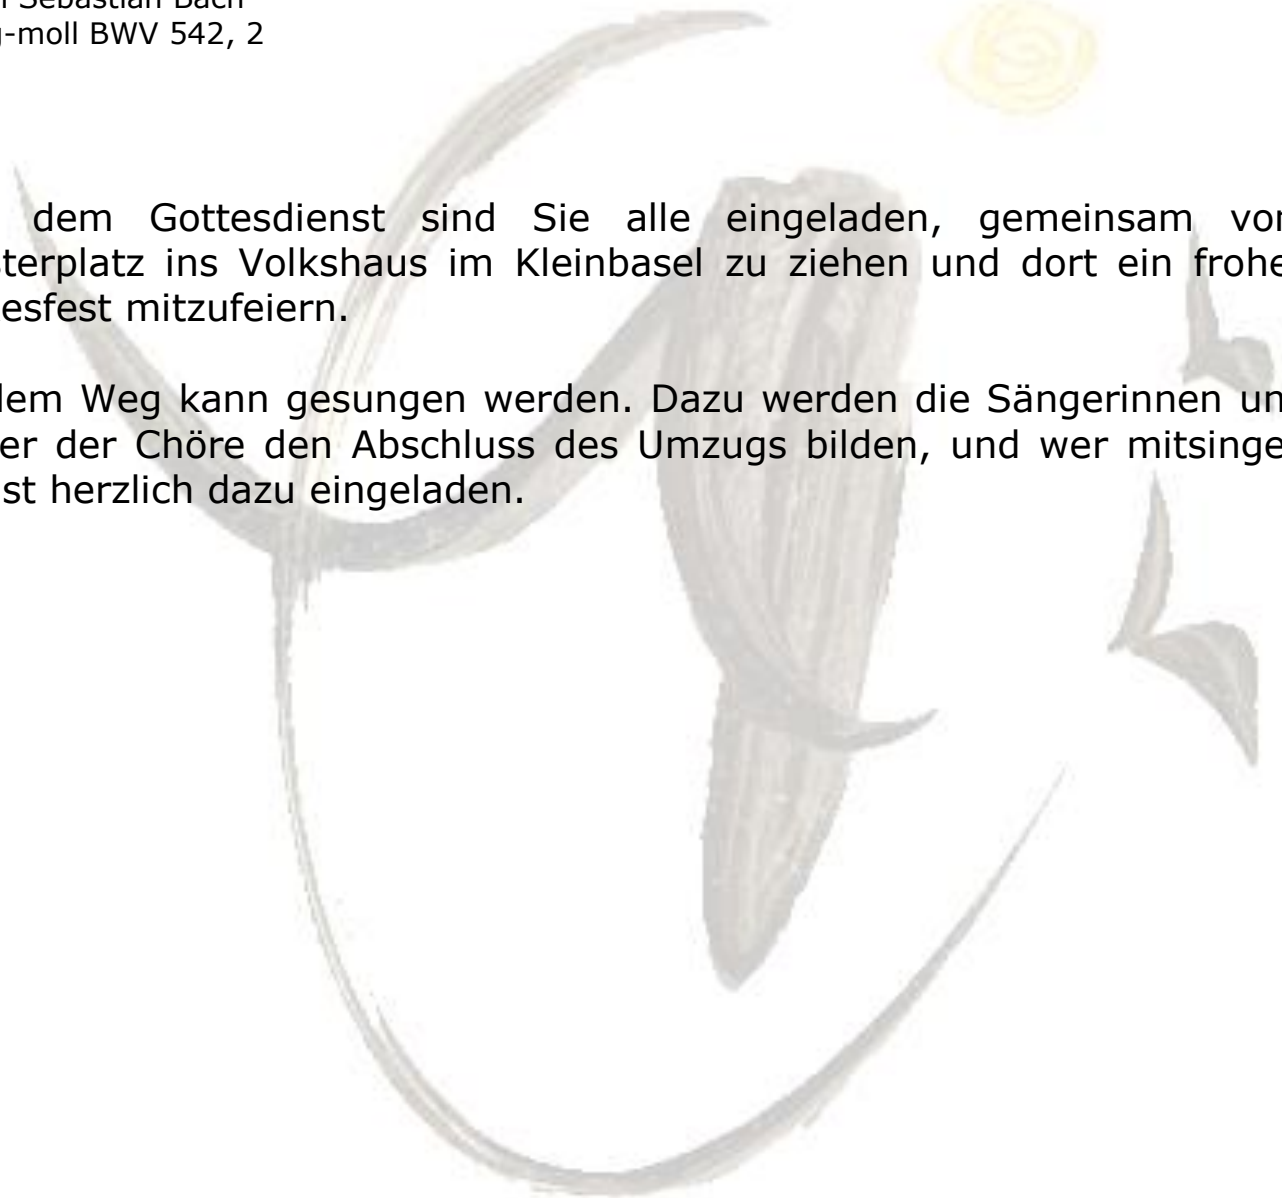 Sebastian Bach
g-moll BWV 542, 2
dem Gottesdienst sind Sie alle eingeladen, gemeinsam vo
sterplatz ins Volkshaus im Kleinbasel zu ziehen und dort ein frohe
esfest mitzufeiern.
dem Weg kann gesungen werden. Dazu werden die Sängerinnen un
er der Chöre den Abschluss des Umzugs bilden, und wer mitsinge
st herzlich dazu eingeladen.